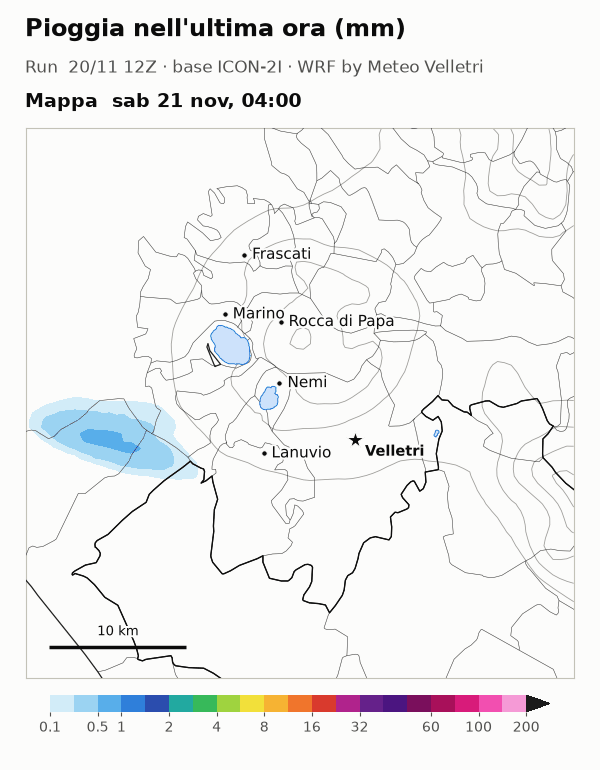 Pioggia nell'ultima ora (mm)
Run  20/11 12Z · base ICON-2I · WRF by Meteo Velletri
Mappa  sab 21 nov, 04:00
Frascati
Marino
Rocca di Papa
Nemi
Velletri
Lanuvio
10 km
0.1 0.5 1 2 4 8 16 32 60 100 200